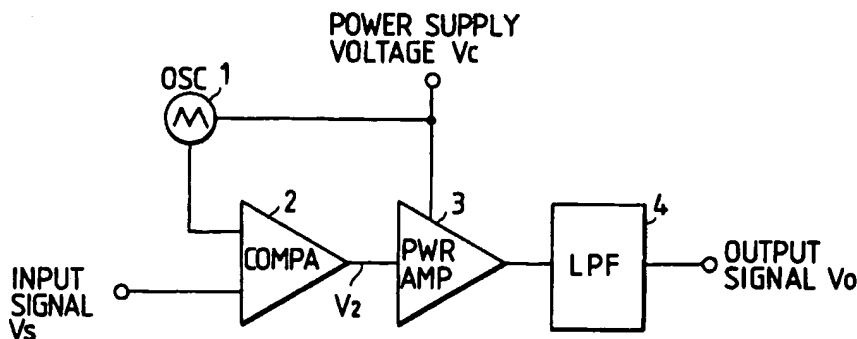 POWER SUPPLY
VOLTAGE Vc
OSC 1
2
COMPA
3
PWR
AMP
4
LPF
INPUT
SIGNAL
Vs
V2
OUTPUT
SIGNAL Vo